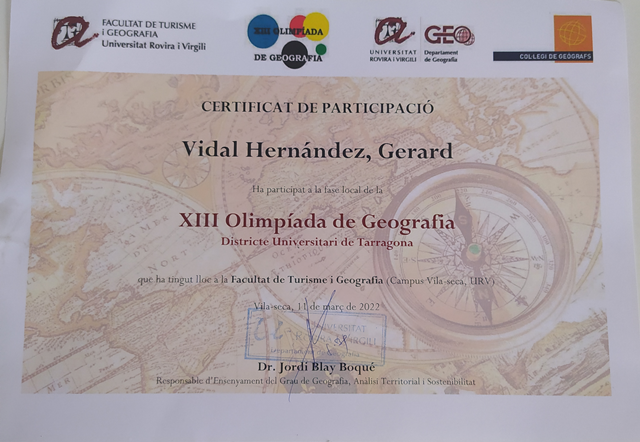 FACULTAT DE TURISME
i GEOGRAFIA
Universitat Rovira i Virgili
XIII OLIMPÍADA
DE GEOGRAFIA
UNIVERSITAT
ROVIRA I VIRGILI
GEO
Departament
de Geografia
COL·LEGI DE GEÒGRAFS
CERTIFICAT DE PARTICIPACIÓ
Vidal Hernández, Gerard
Ha participat a la fase local de la
XIII Olimpíada de Geografia
Districte Universitari de Tarragona
que ha tingut lloc a la Facultat de Turisme i Geografia (Campus Vila-seca, URV)
Vila-seca, 11 de març de 2022
UNIVERSITAT
ROVIRA I VIRGILI
Dr. Jordi Blay Boqué
Responsable d'Ensenyament del Grau de Geografia, Anàlisi Territorial i Sostenibilitat